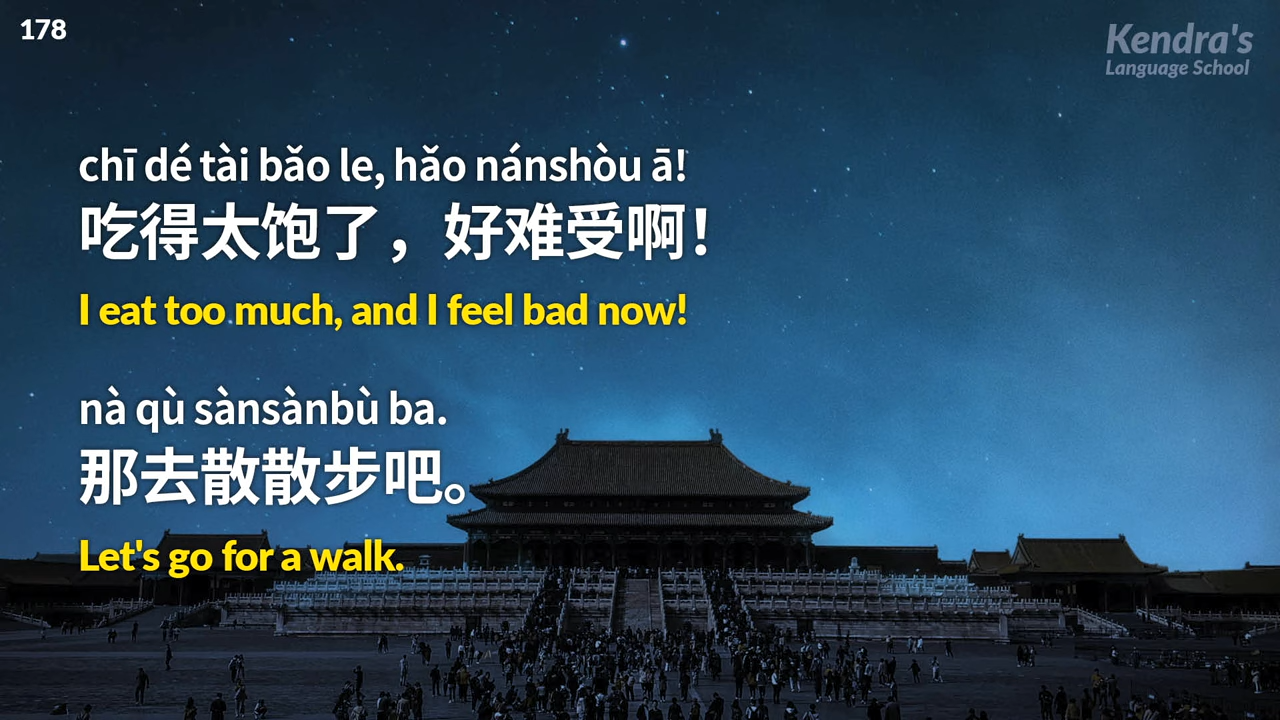 178
Kendra's
Language School
chī dé tài bǎo le, hǎo nánshòu ā!
吃得太饱了，好难受啊！
I eat too much, and I feel bad now!
nà qù sànsànbù ba.
那去散散步吧。
Let's go for a walk.